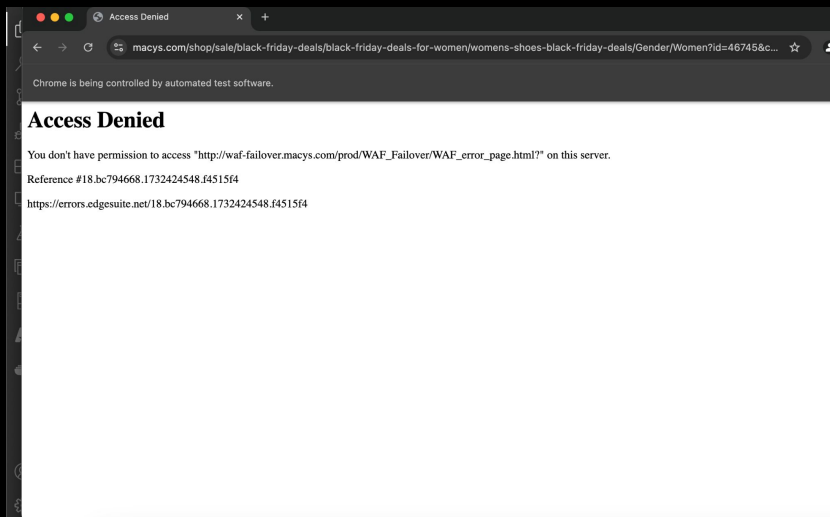 Access Denied
macys.com/shop/sale/black-friday-deals/black-friday-deals-for-women/womens-shoes-black-friday-deals/Gender/Women?id=46745&c...
Chrome is being controlled by automated test software.
Access Denied
You don't have permission to access "http://waf-failover.macys.com/prod/WAF_Failover/WAF_error_page.html?" on this server.
Reference #18.bc794668.1732424548.f4515f4
https://errors.edgesuite.net/18.bc794668.1732424548.f4515f4